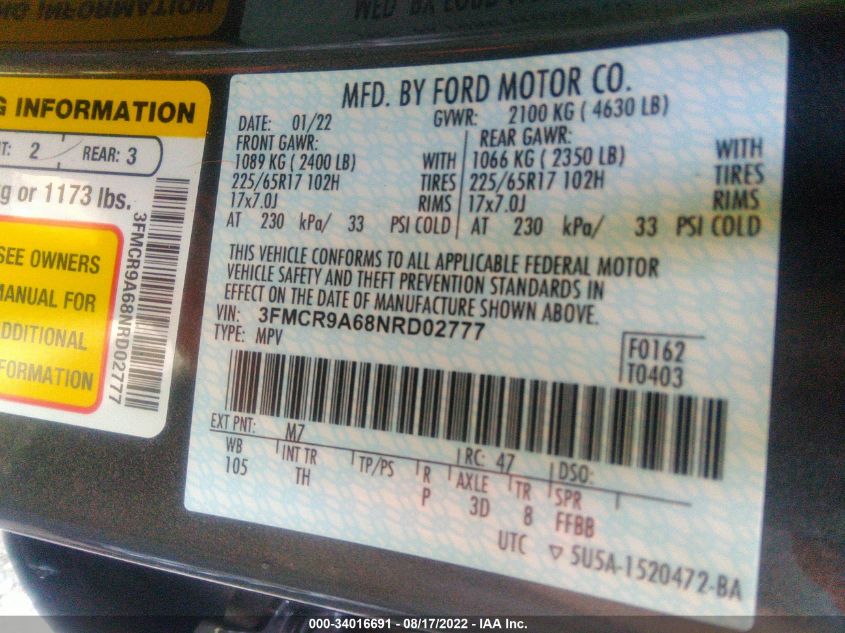 G INFORMATION
T: 2 REAR: 3
kg or 1173 lbs.
3FMCR9A68NRD02777
SEE OWNERS
MANUAL FOR
ADDITIONAL
INFORMATION
MFD. BY FORD MOTOR CO.
DATE: 01/22 GVWR: 2100 KG ( 4630 LB)
FRONT GAWR: REAR GAWR:
1089 KG ( 2400 LB) WITH 1066 KG ( 2350 LB) WITH
225/65R17 102H TIRES 225/65R17 102H TIRES
17x7.0J RIMS 17x7.0J RIMS
AT 230 kPa/ 33 PSI COLD AT 230 kPa/ 33 PSI COLD
THIS VEHICLE CONFORMS TO ALL APPLICABLE FEDERAL MOTOR
VEHICLE SAFETY AND THEFT PREVENTION STANDARDS IN
EFFECT ON THE DATE OF MANUFACTURE SHOWN ABOVE.
VIN: 3FMCR9A68NRD02777
TYPE: MPV
F0162
T0403
EXT PNT: M7 RC: 47 DSO:
WB INT TR TP/PS R AXLE TR SPR
105 TH P 3D 8 FFBB
UTC ▽ 5U5A-1520472-BA
000-34016691 - 08/17/2022 - IAA Inc.